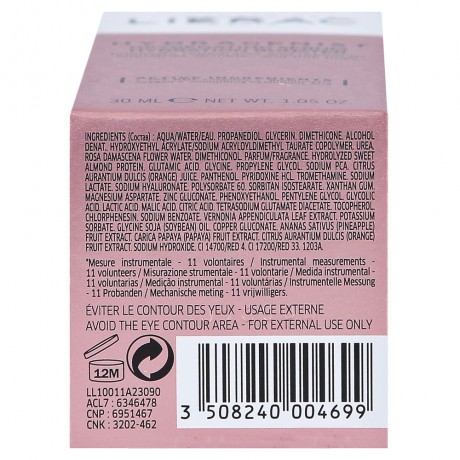 LIERAC
HYDRAGENIST
30 ML ℮ NET WT. 1.05 OZ.
INGREDIENTS (Состав) : AQUA/WATER/EAU, PROPANEDIOL, GLYCERIN, DIMETHICONE, ALCOHOL
DENAT., HYDROXYETHYL ACRYLATE/SODIUM ACRYLOYLDIMETHYL TAURATE COPOLYMER, UREA,
ROSA DAMASCENA FLOWER WATER, DIMETHICONOL, PARFUM/FRAGRANCE, HYDROLYZED SWEET
ALMOND PROTEIN, GLUTAMIC ACID, GLYCINE, PROPYLENE GLYCOL, SODIUM PCA, CITRUS
AURANTIUM DULCIS (ORANGE) JUICE, PANTHENOL, PYRIDOXINE HCL, TROMETHAMINE, SODIUM
LACTATE, SODIUM HYALURONATE, POLYSORBATE 60, SORBITAN ISOSTEARATE, XANTHAN GUM,
MAGNESIUM ASPARTATE, ZINC GLUCONATE, PHENOXYETHANOL, PENTYLENE GLYCOL, GLYCOLIC
ACID, LACTIC ACID, MALIC ACID, CITRIC ACID, TETRASODIUM GLUTAMATE DIACETATE, TOCOPHEROL,
CHLORPHENESIN, SODIUM BENZOATE, VERNONIA APPENDICULATA LEAF EXTRACT, POTASSIUM
SORBATE, GLYCINE SOJA (SOYBEAN) OIL, COPPER GLUCONATE, ANANAS SATIVUS (PINEAPPLE)
FRUIT EXTRACT, CARICA PAPAYA (PAPAYA) FRUIT EXTRACT, CITRUS AURANTIUM DULCIS (ORANGE)
FRUIT EXTRACT, SODIUM HYDROXIDE, CI 14700/RED 4, CI 17200/RED 33. 1203A.
*Mesure instrumentale - 11 volontaires / Instrumental measurements -
11 volunteers / Misurazione strumentale - 11 volontarie / Medida instrumental -
11 voluntarias / Medição instrumental - 11 voluntárias / Instrumentelle Messung -
11 Probanden / Mechanische meting - 11 vrijwilligers.
ÉVITER LE CONTOUR DES YEUX - USAGE EXTERNE
AVOID THE EYE CONTOUR AREA - FOR EXTERNAL USE ONLY
12M
LL10011A23090
ACL7 : 6346478
CNP : 6951467
CNK : 3202-462
3 508240 004699